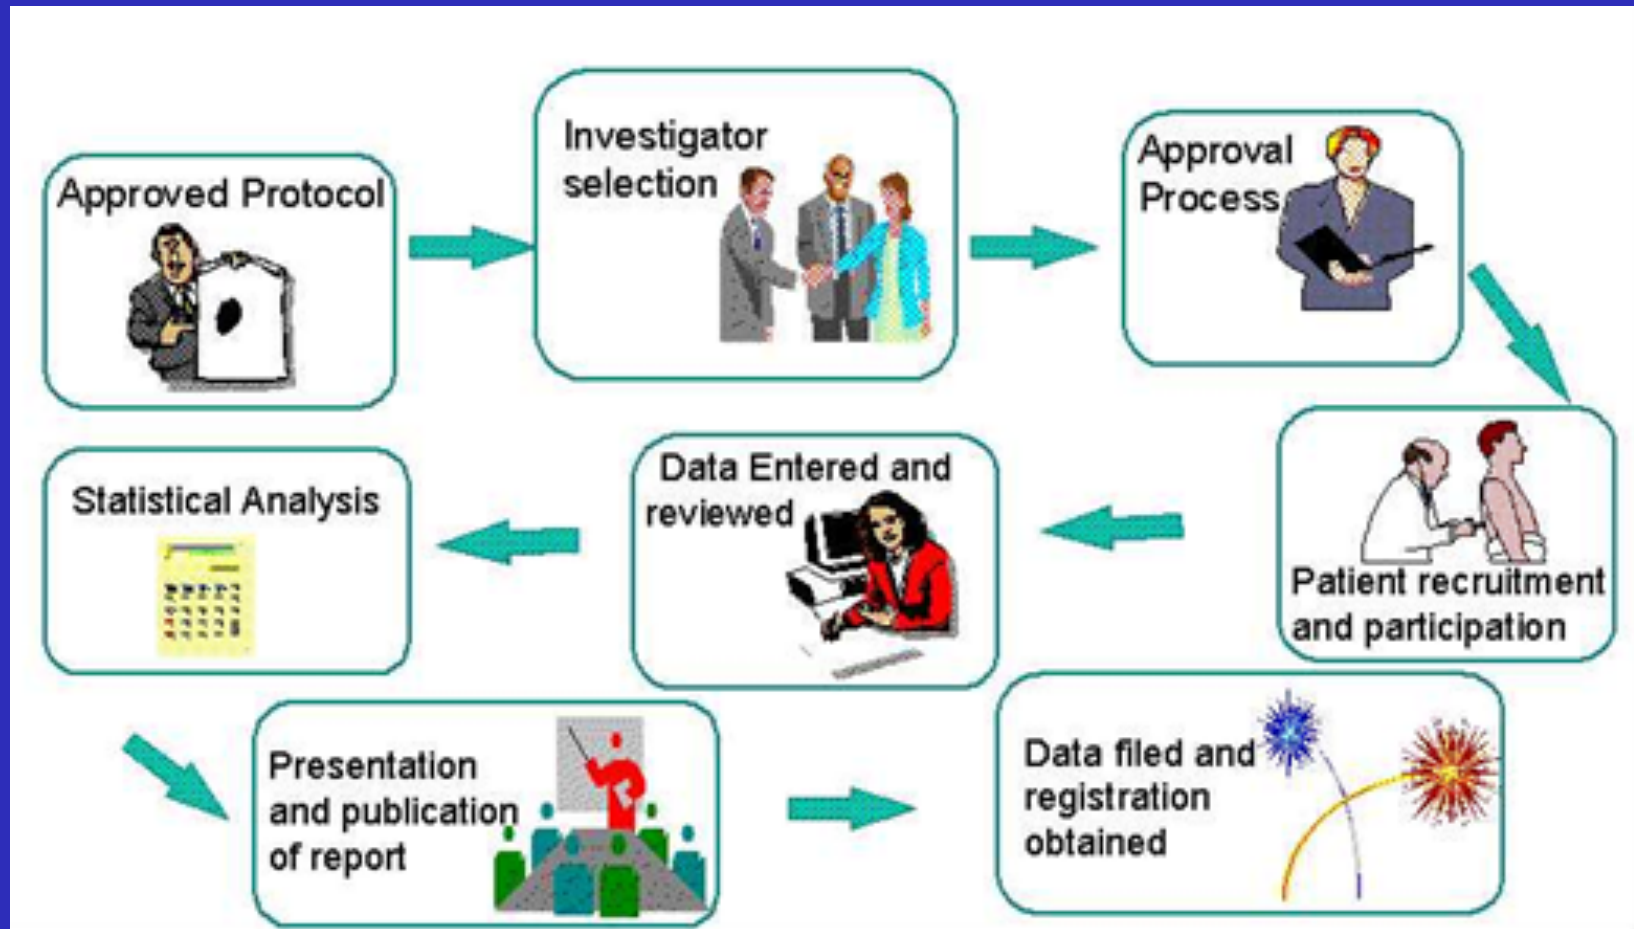 Approved Protocol
Investigator
selection
Approval
Process
Patient recruitment
and participation
Data Entered and
reviewed
Statistical Analysis
Presentation
and publication
of report
Data filed and
registration
obtained